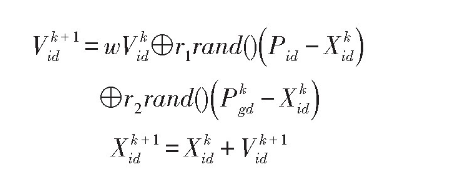 V_{id}^{k+1} = wV_{id}^{k} ⊕ r_1 rand()(P_{id} − X_{id}^{k})
⊕ r_2 rand()(P_{gd}^{k} − X_{id}^{k})
X_{id}^{k+1} = X_{id}^{k} + V_{id}^{k+1}